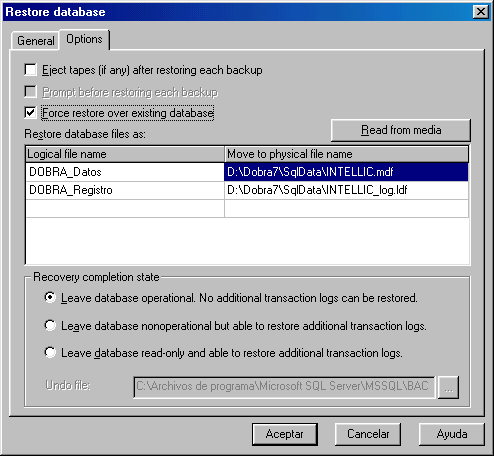 Restore database
General
Options
Eject tapes (if any) after restoring each backup
Prompt before restoring each backup
Force restore over existing database
Restore database files as:
Read from media
Logical file name Move to physical file name
DOBRA_Datos D:\Dobra7\SqlData\INTELLIC.mdf
DOBRA_Registro D:\Dobra7\SqlData\INTELLIC_log.ldf
Recovery completion state
Leave database operational. No additional transaction logs can be restored.
Leave database nonoperational but able to restore additional transaction logs.
Leave database read-only and able to restore additional transaction logs.
Undo file: C:\Archivos de programa\Microsoft SQL Server\MSSQL\BAC ...
Aceptar Cancelar Ayuda